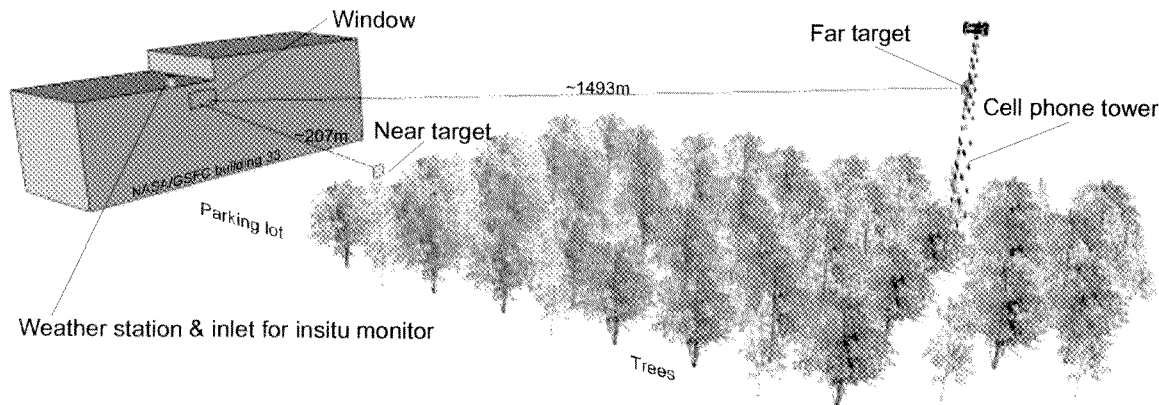 Window
Far target
~1493m
Cell phone tower
~207m
Near target
NASA/GSFC building 33
Parking lot
Weather station & inlet for insitu monitor
Trees